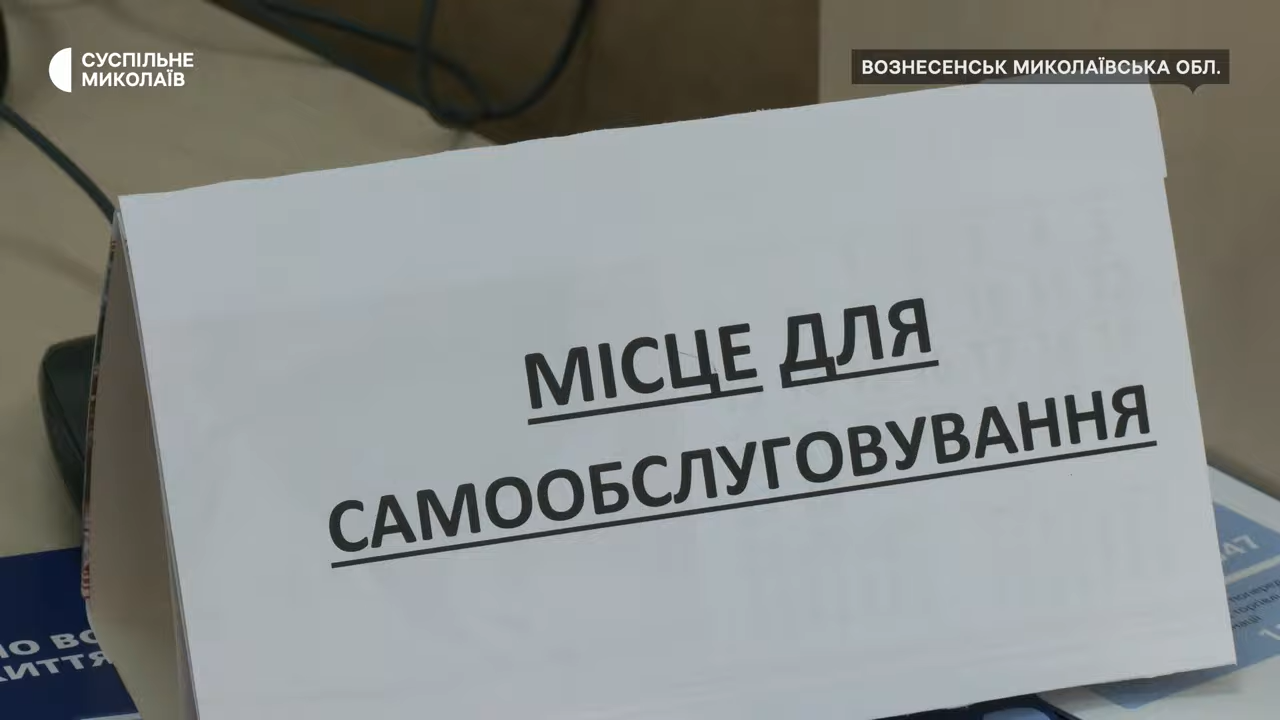 СУСПІЛЬНЕ
МИКОЛАЇВ
ВОЗНЕСЕНСЬК МИКОЛАЇВСЬКА ОБЛ.
МІСЦЕ ДЛЯ
САМООБСЛУГОВУВАННЯ